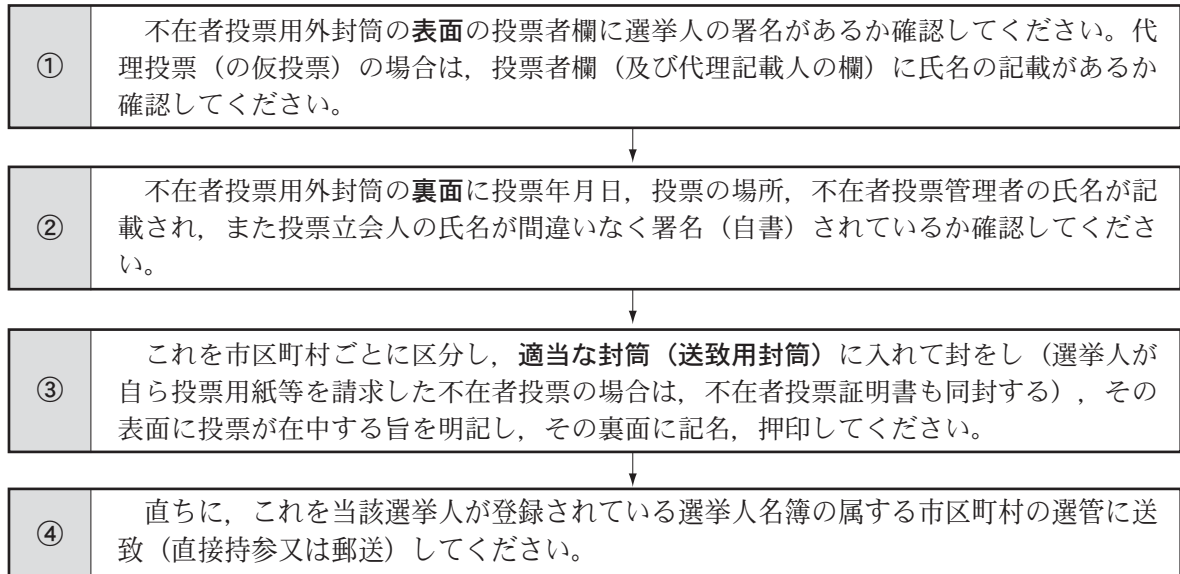 ①
不在者投票用外封筒の表面の投票者欄に選挙人の署名があるか確認してください。代
理投票（の仮投票）の場合は，投票者欄（及び代理記載人の欄）に氏名の記載があるか
確認してください。
②
不在者投票用外封筒の裏面に投票年月日，投票の場所，不在者投票管理者の氏名が記
載され，また投票立会人の氏名が間違いなく署名（自書）されているか確認してくださ
い。
③
これを市区町村ごとに区分し，適当な封筒（送致用封筒）に入れて封をし（選挙人が
自ら投票用紙等を請求した不在者投票の場合は，不在者投票証明書も同封する），その
表面に投票が在中する旨を明記し，その裏面に記名，押印してください。
④
直ちに，これを当該選挙人が登録されている選挙人名簿の属する市区町村の選管に送
致（直接持参又は郵送）してください。